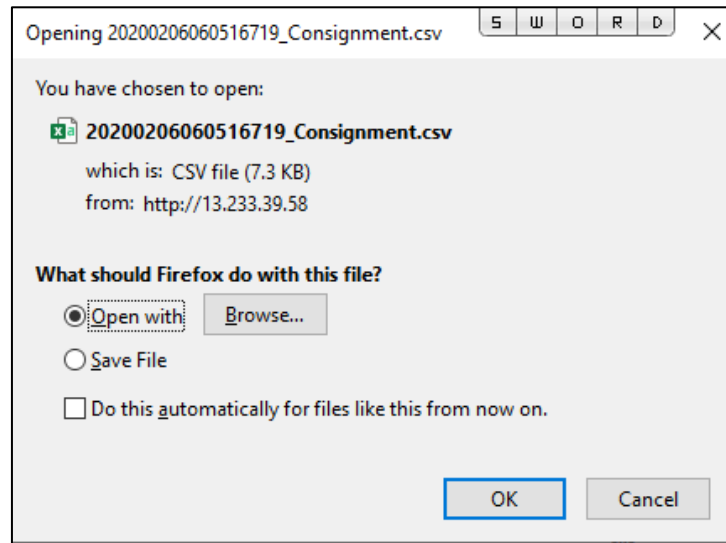 Opening 20200206060516719_Consignment.csv
S W O R D
You have chosen to open:
20200206060516719_Consignment.csv
which is: CSV file (7.3 KB)
from: http://13.233.39.58
What should Firefox do with this file?
Open with Browse...
Save File
Do this automatically for files like this from now on.
OK Cancel